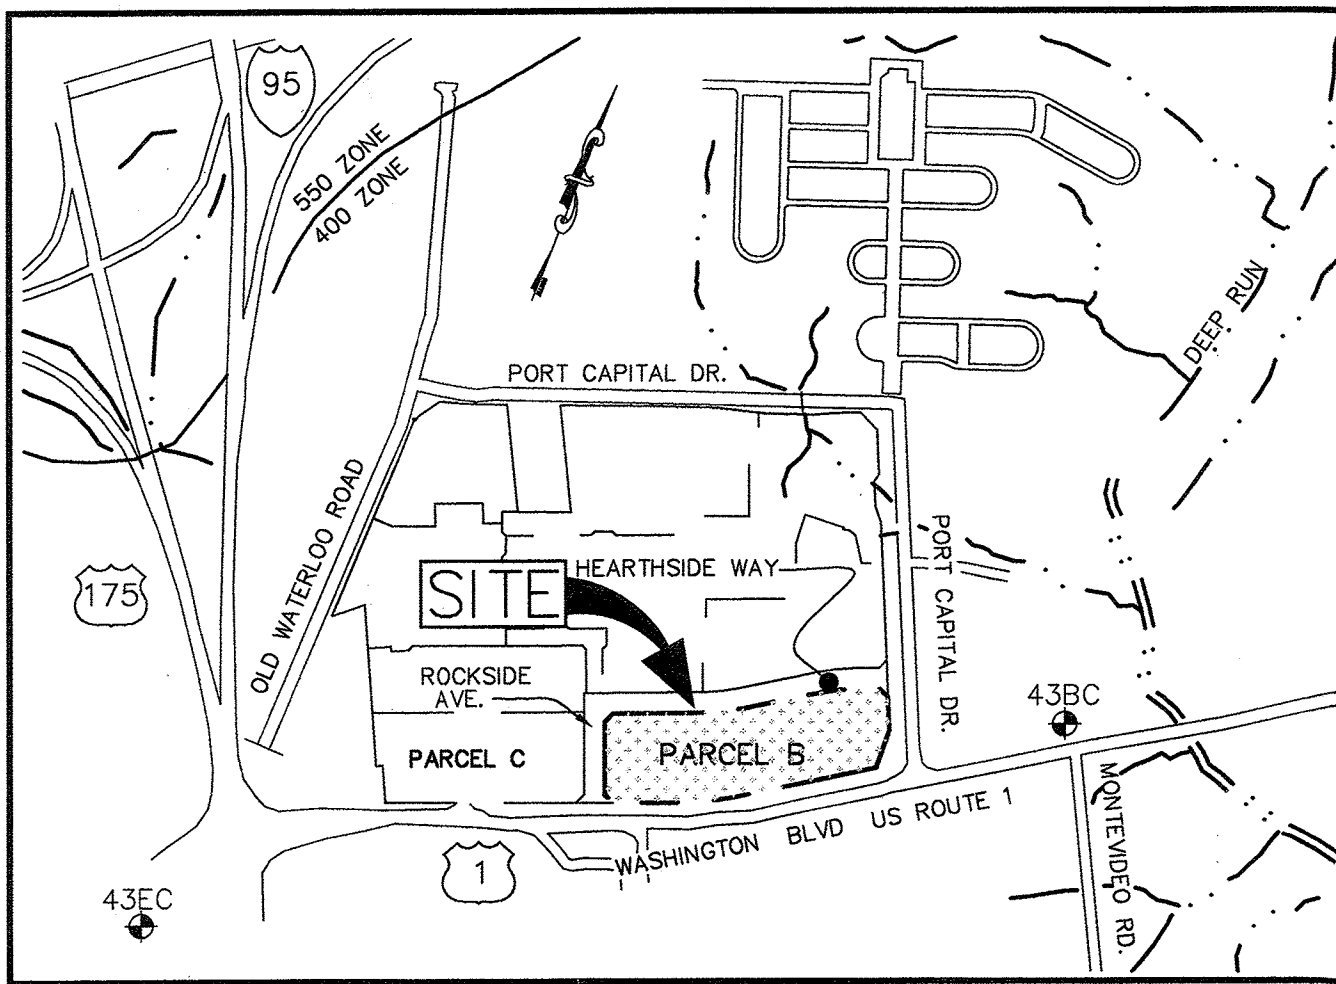 95
550 ZONE
400 ZONE
DEEP RUN
PORT CAPITAL DR.
OLD WATERLOO ROAD
175
SITE
HEARTHSIDE WAY
PORT CAPITAL DR.
ROCKSIDE
AVE.
43BC
PARCEL C
PARCEL B
WASHINGTON BLVD US ROUTE 1
MONTEVIDEO RD.
1
43EC